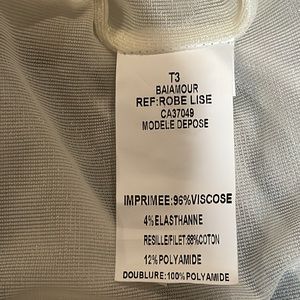 T3
BAIAMOUR
REF:ROBE LISE
CA37049
MODELE DEPOSE
IMPRIMEE:96%VISCOSE
4%ELASTHANNE
RESILLE/FILET:88%COTON
12%POLYAMIDE
DOUBLURE:100%POLYAMIDE